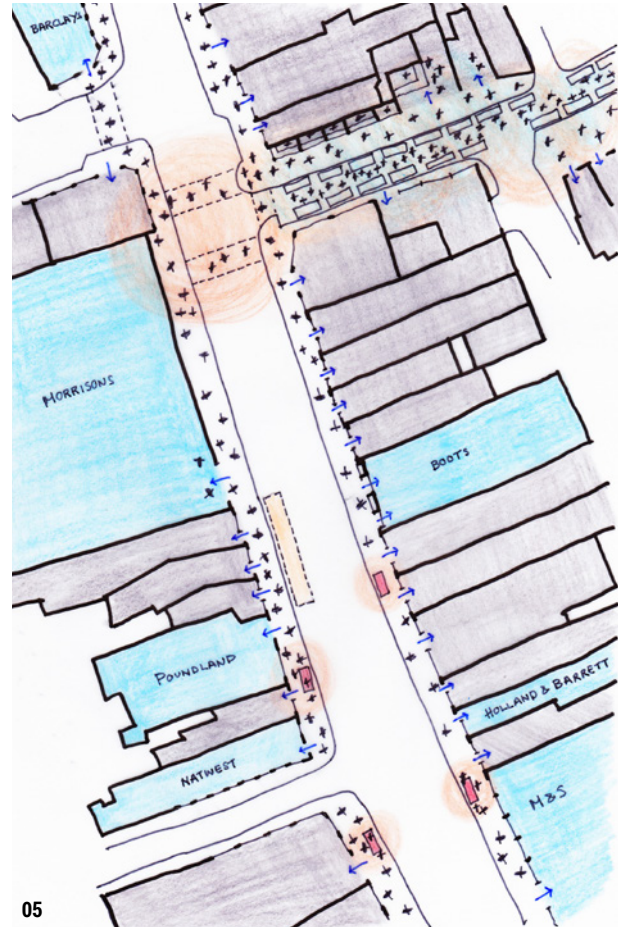 BARCLAYS
MORRISONS
BOOTS
POUNDLAND
HOLLAND & BARRETT
NATWEST
M&S
05